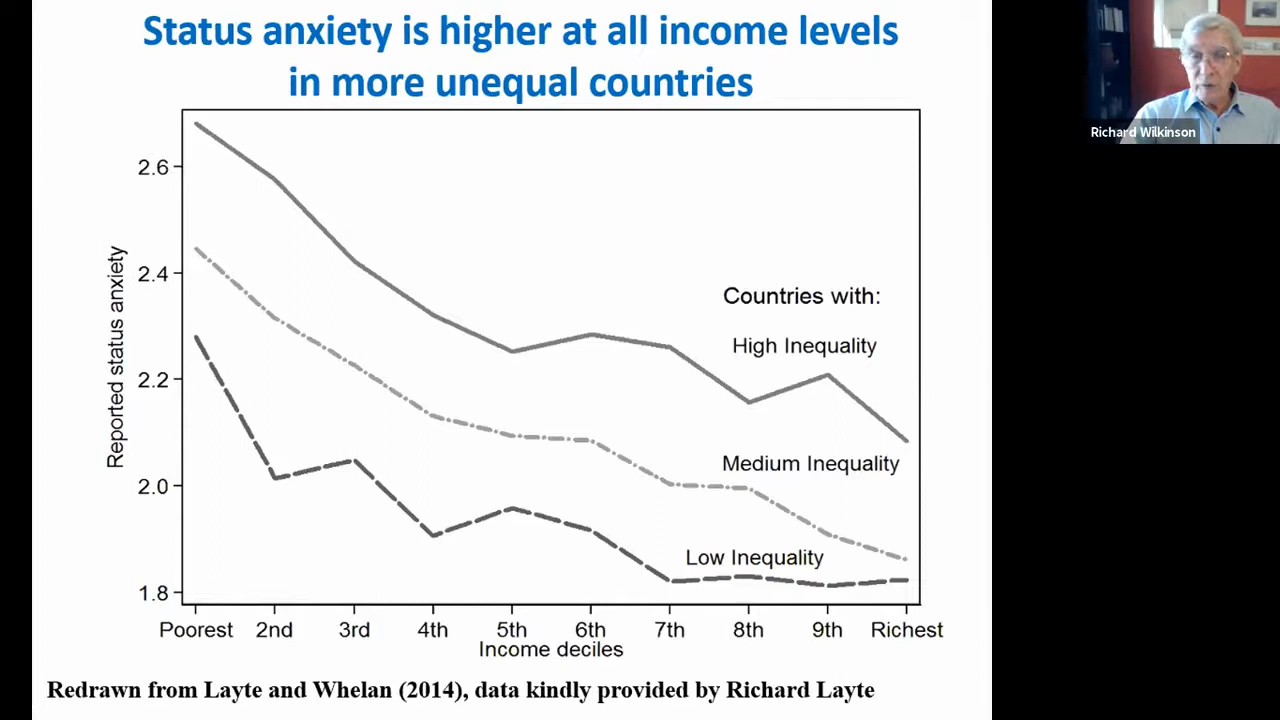 Status anxiety is higher at all income levels
in more unequal countries
Richard Wilkinson
2.6
2.4
2.2
2.0
1.8
Reported status anxiety
Countries with:
High Inequality
Medium Inequality
Low Inequality
Poorest 2nd 3rd 4th 5th 6th 7th 8th 9th Richest
Income deciles
Redrawn from Layte and Whelan (2014), data kindly provided by Richard Layte